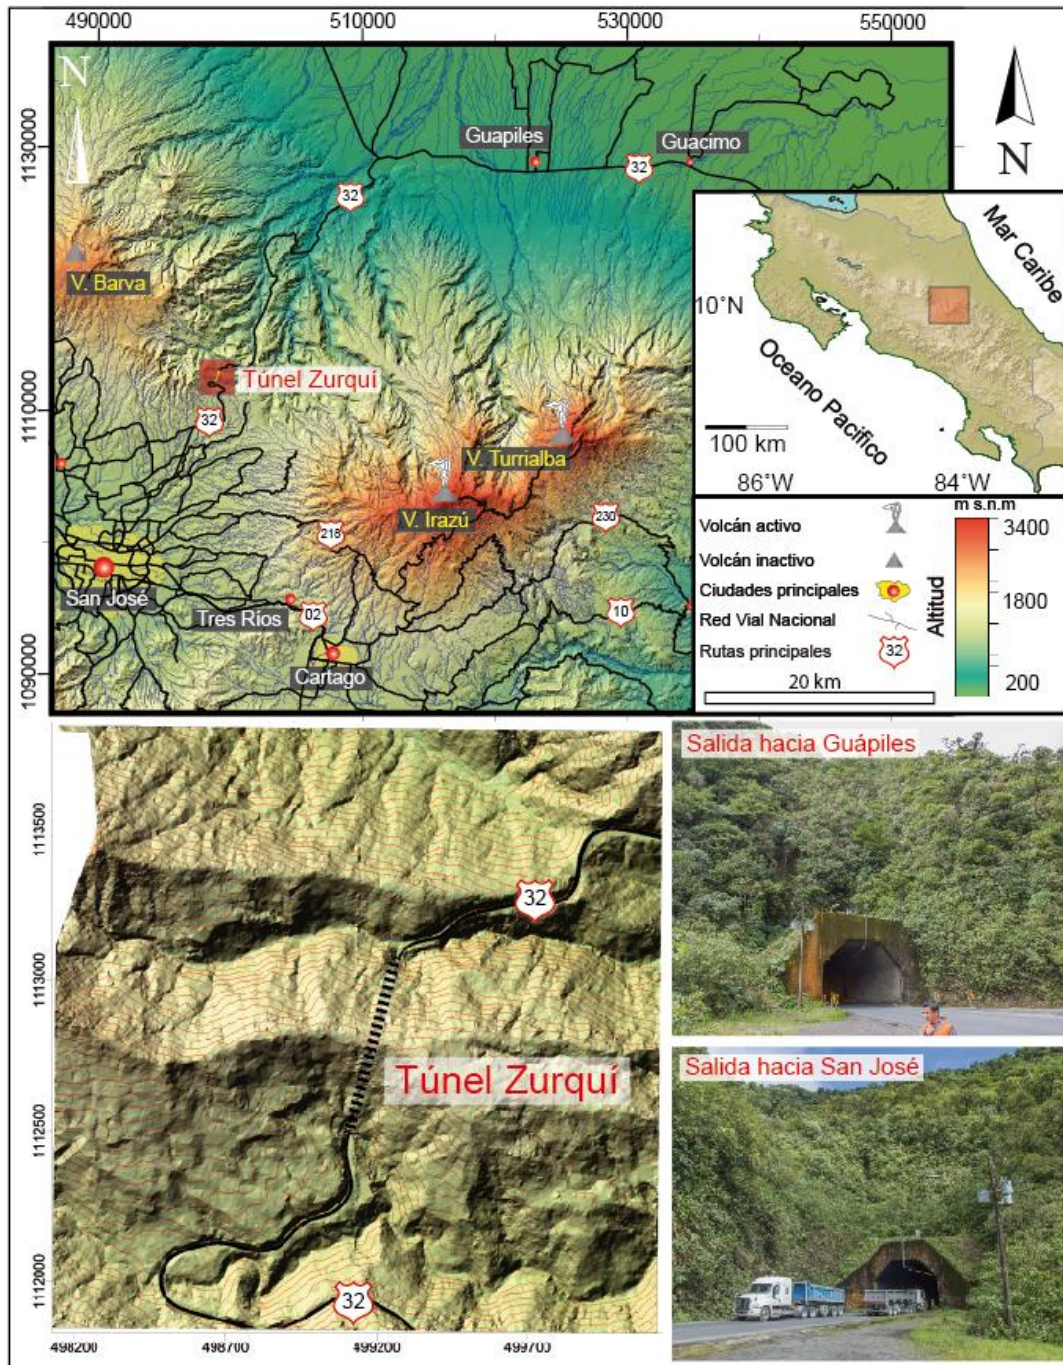 490000
510000
530000
550000
N
N
1130000
1110000
1090000
Guapiles
Guacimo
32
32
V. Barva
Túnel Zurquí
32
V. Turrialba
V. Irazú
218
230
San José
Tres Ríos
02
10
Cartago
Mar Caribe
10°N
Oceano Pacifico
100 km
86°W
84°W
Volcán activo
Volcán inactivo
Ciudades principales
Red Vial Nacional
Rutas principales
32
20 km
m s.n.m
3400
1800
200
Altitud
1113500
1113000
1112500
1112000
32
Túnel Zurquí
32
498200
498700
499200
499700
Salida hacia Guápiles
Salida hacia San José